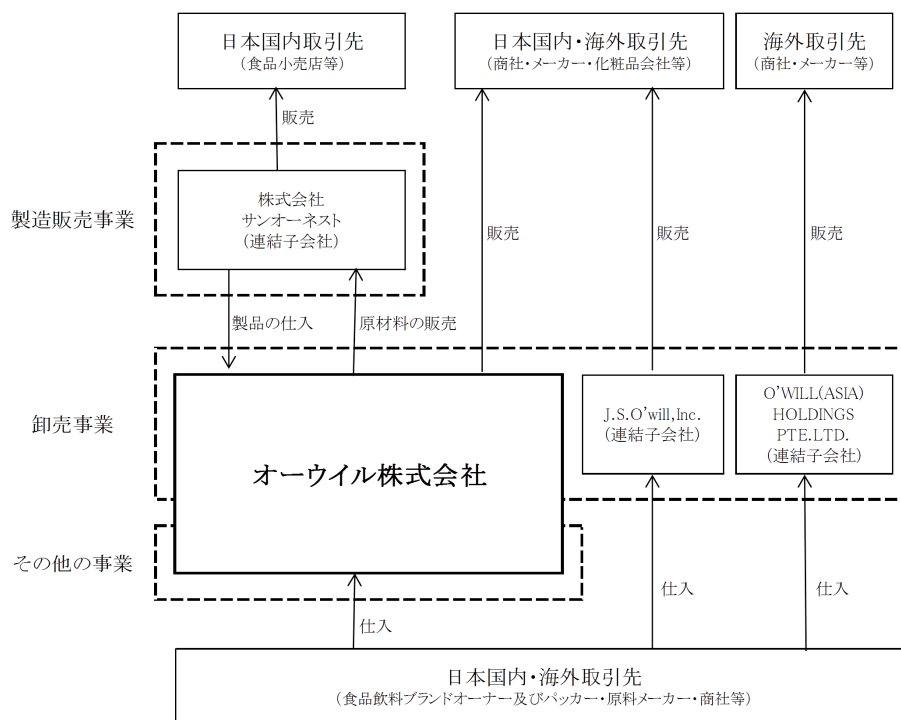 日本国内取引先
(食品小売店等)
日本国内・海外取引先
(商社・メーカー・化粧品会社等)
海外取引先
(商社・メーカー等)
販売
製造販売事業
株式会社
サンオーネスト
(連結子会社)
販売
販売
販売
製品の仕入
原材料の販売
卸売事業
オーウイル株式会社
J.S.O’will,Inc.
(連結子会社)
O’WILL(ASIA)
HOLDINGS
PTE.LTD.
(連結子会社)
その他の事業
仕入
仕入
仕入
日本国内・海外取引先
(食品飲料ブランドオーナー及びパッカー・原料メーカー・商社等)